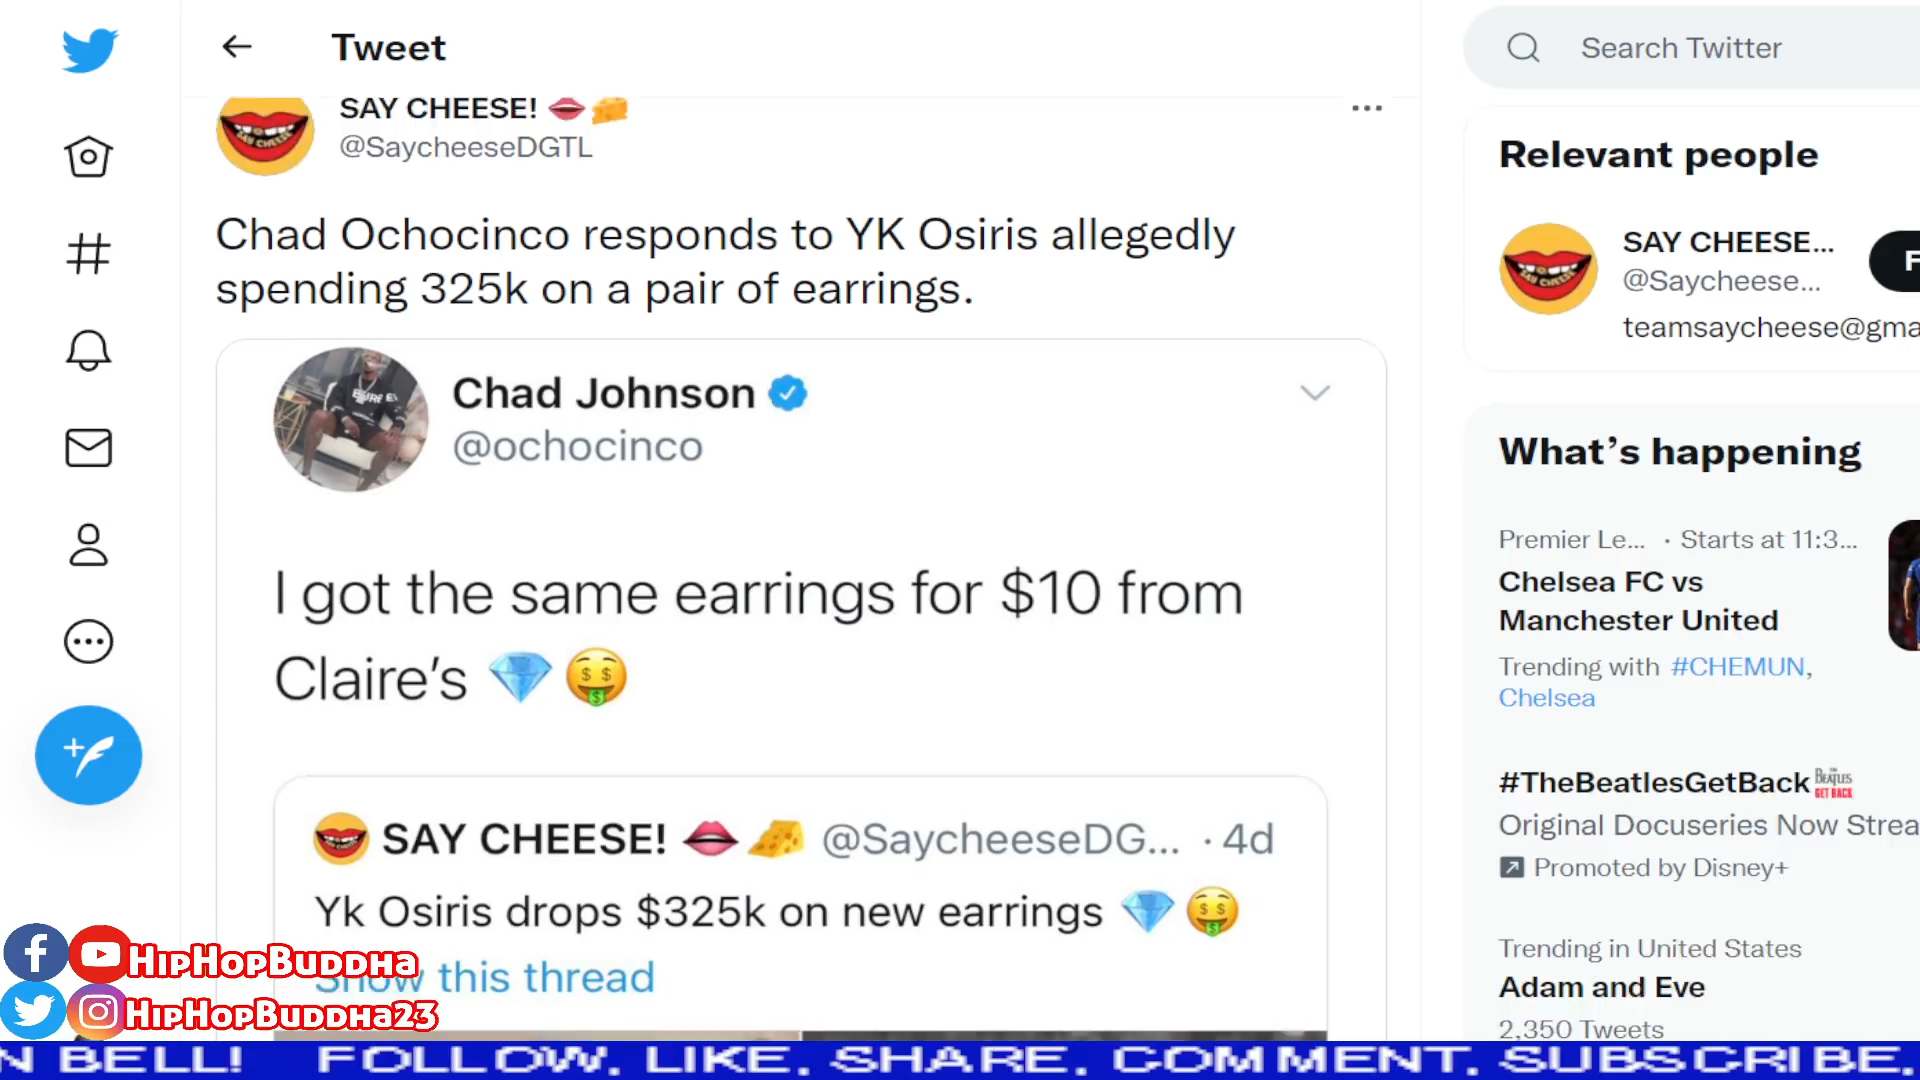 Tweet
Search Twitter
SAY CHEESE! 👄🧀
@SaycheeseDGTL
Chad Ochocinco responds to YK Osiris allegedly
spending 325k on a pair of earrings.
Chad Johnson
@ochocinco
I got the same earrings for $10 from
Claire's 💎🤑
SAY CHEESE! 👄🧀 @SaycheeseDG... · 4d
Yk Osiris drops $325k on new earrings 💎🤑
Show this thread
Relevant people
SAY CHEESE...
@Saycheese...
F
teamsaycheese@gma
What's happening
Premier Le... · Starts at 11:3...
Chelsea FC vs
Manchester United
Trending with #CHEMUN,
Chelsea
#TheBeatlesGetBack
THE BEATLES
GET BACK
Original Docuseries Now Strea
Promoted by Disney+
Trending in United States
Adam and Eve
2,350 Tweets
HipHopBuddha
HipHopBuddha23
N BELL! FOLLOW. LIKE. SHARE. COMMENT. SUBSCRIBE.